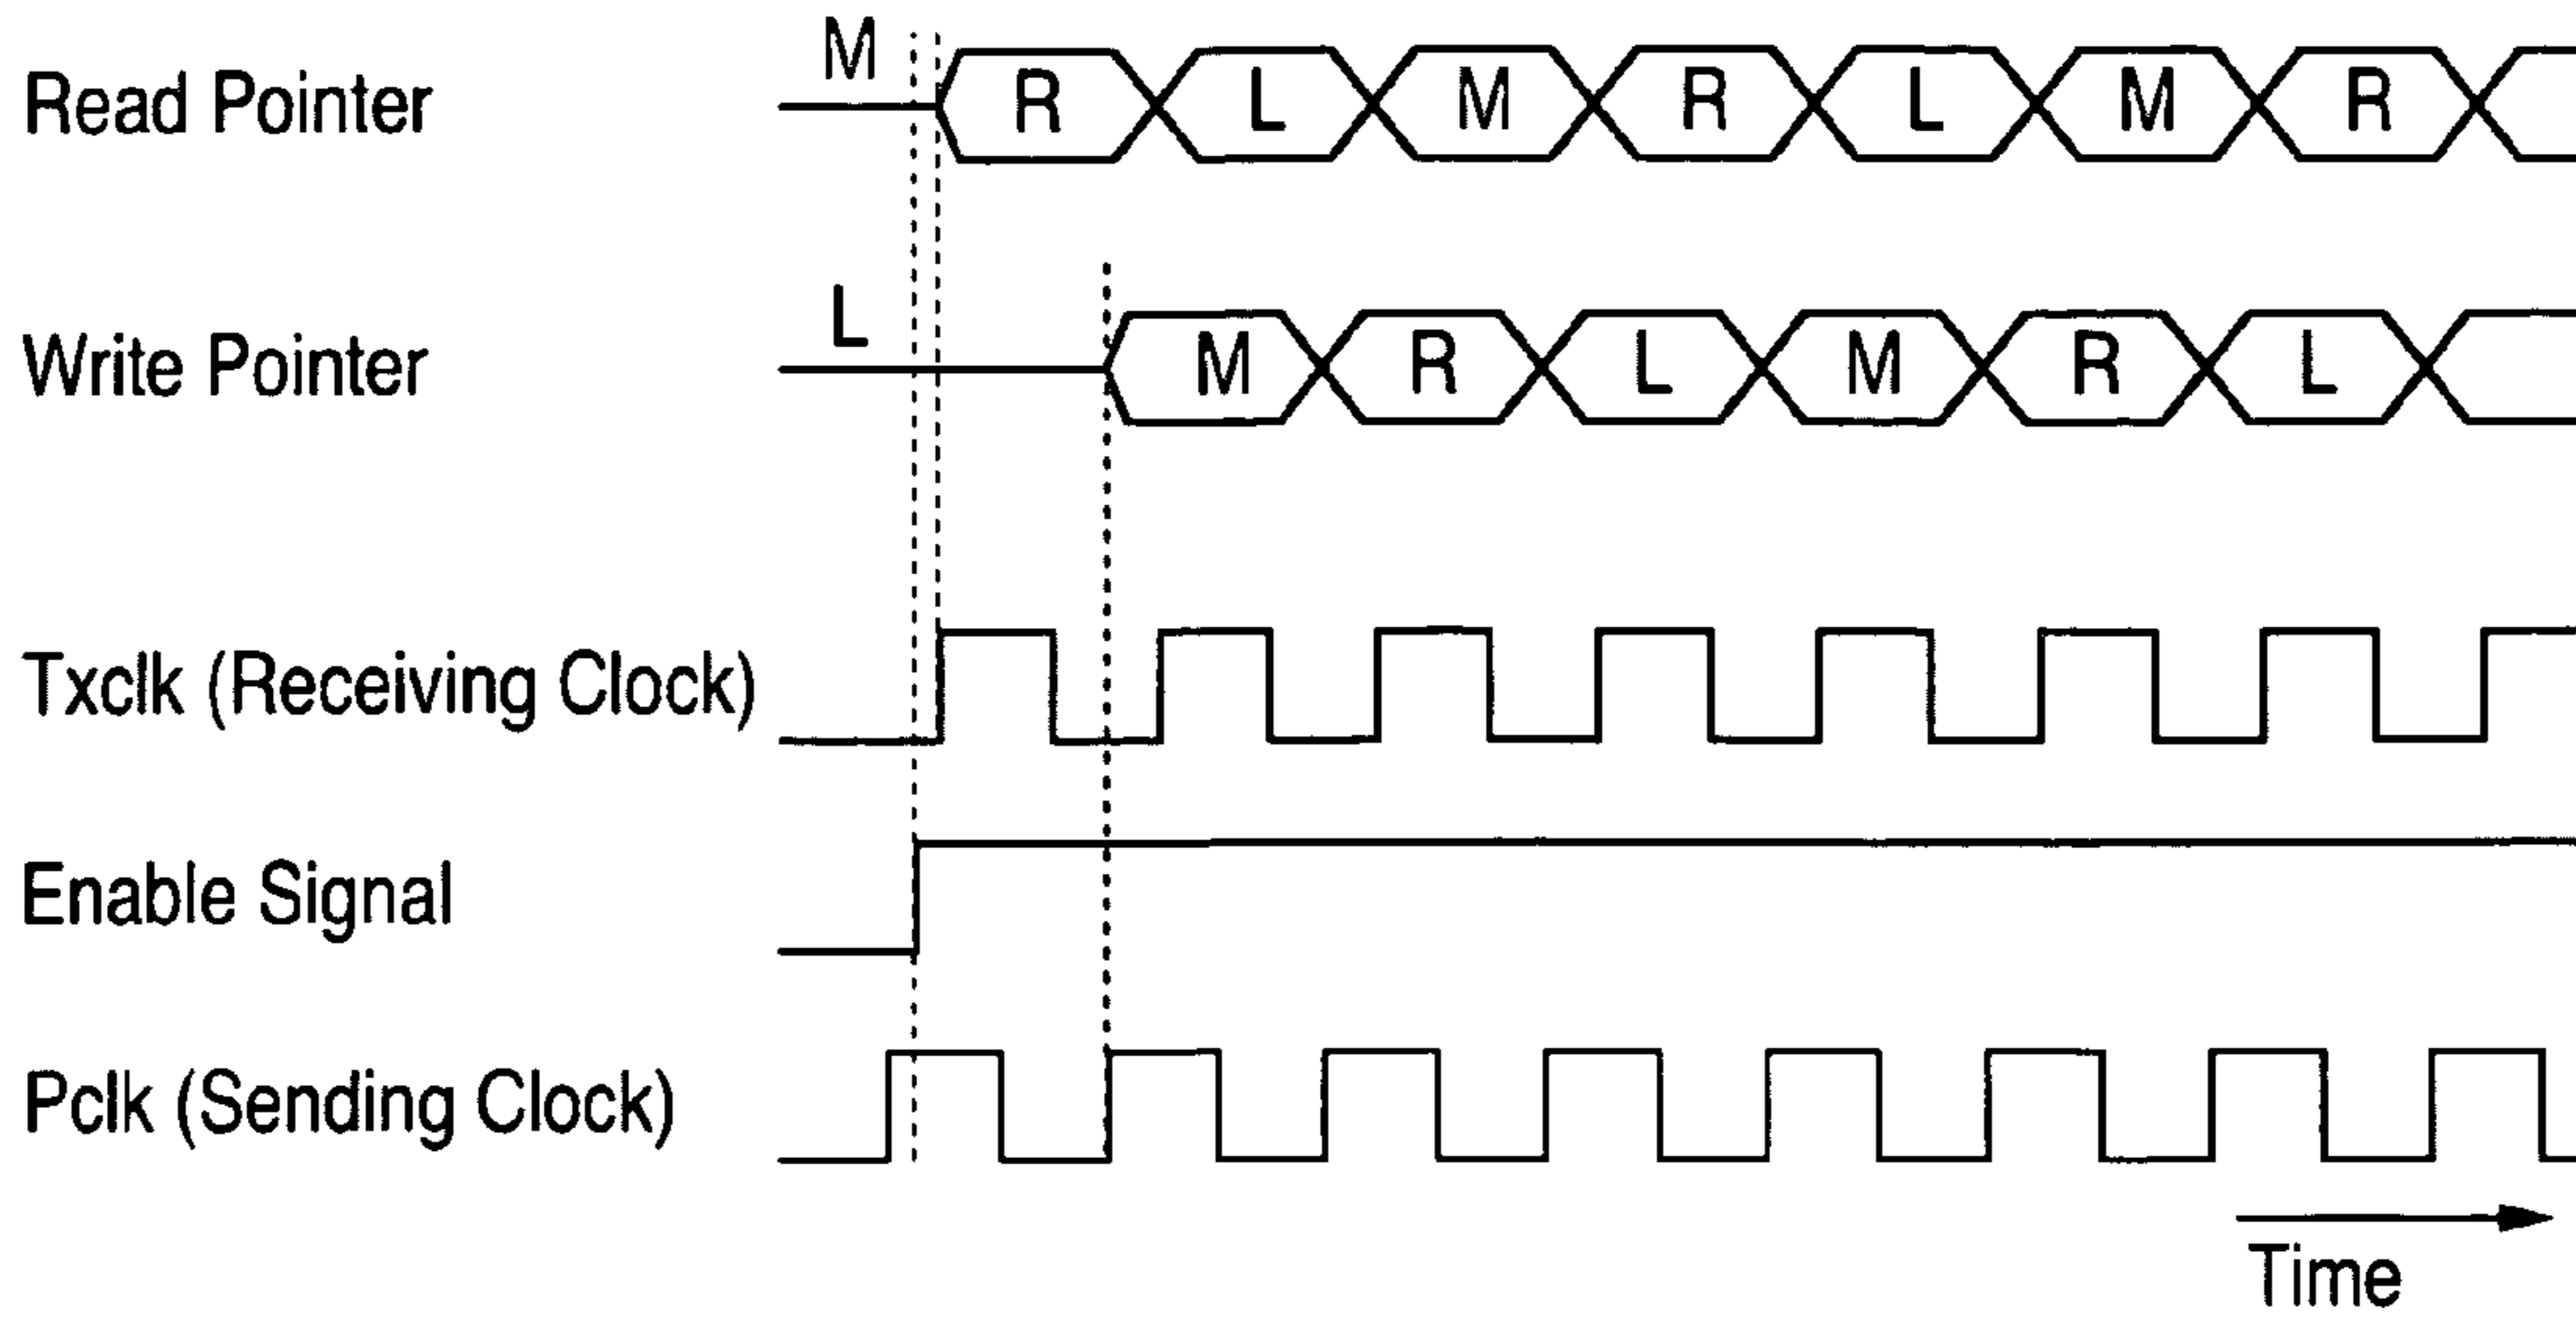 M
Read Pointer R L M R L M R
L
Write Pointer M R L M R L
Txclk (Receiving Clock)
Enable Signal
Pclk (Sending Clock)
Time